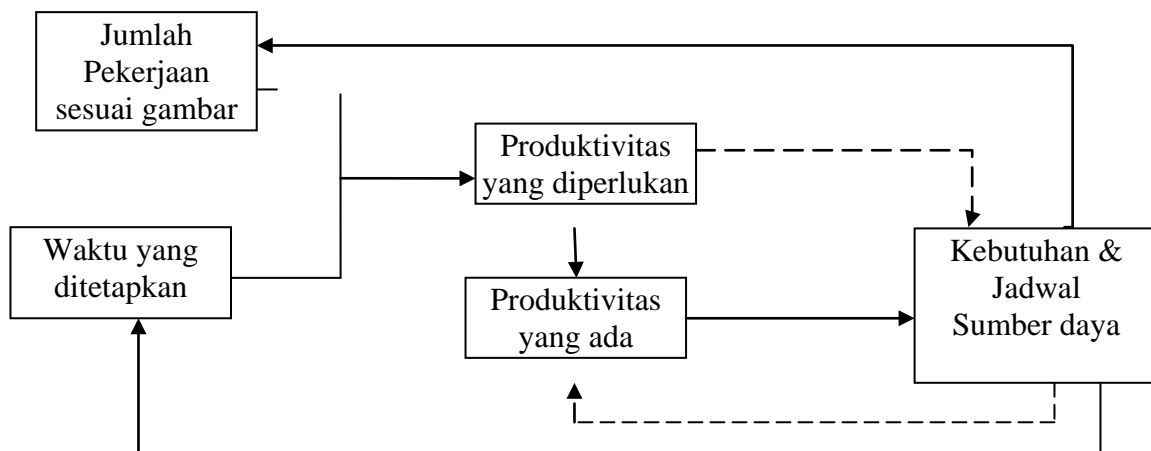 Jumlah
Pekerjaan
sesuai gambar
Produktivitas
yang diperlukan
Waktu yang
ditetapkan
Produktivitas
yang ada
Kebutuhan &
Jadwal
Sumber daya